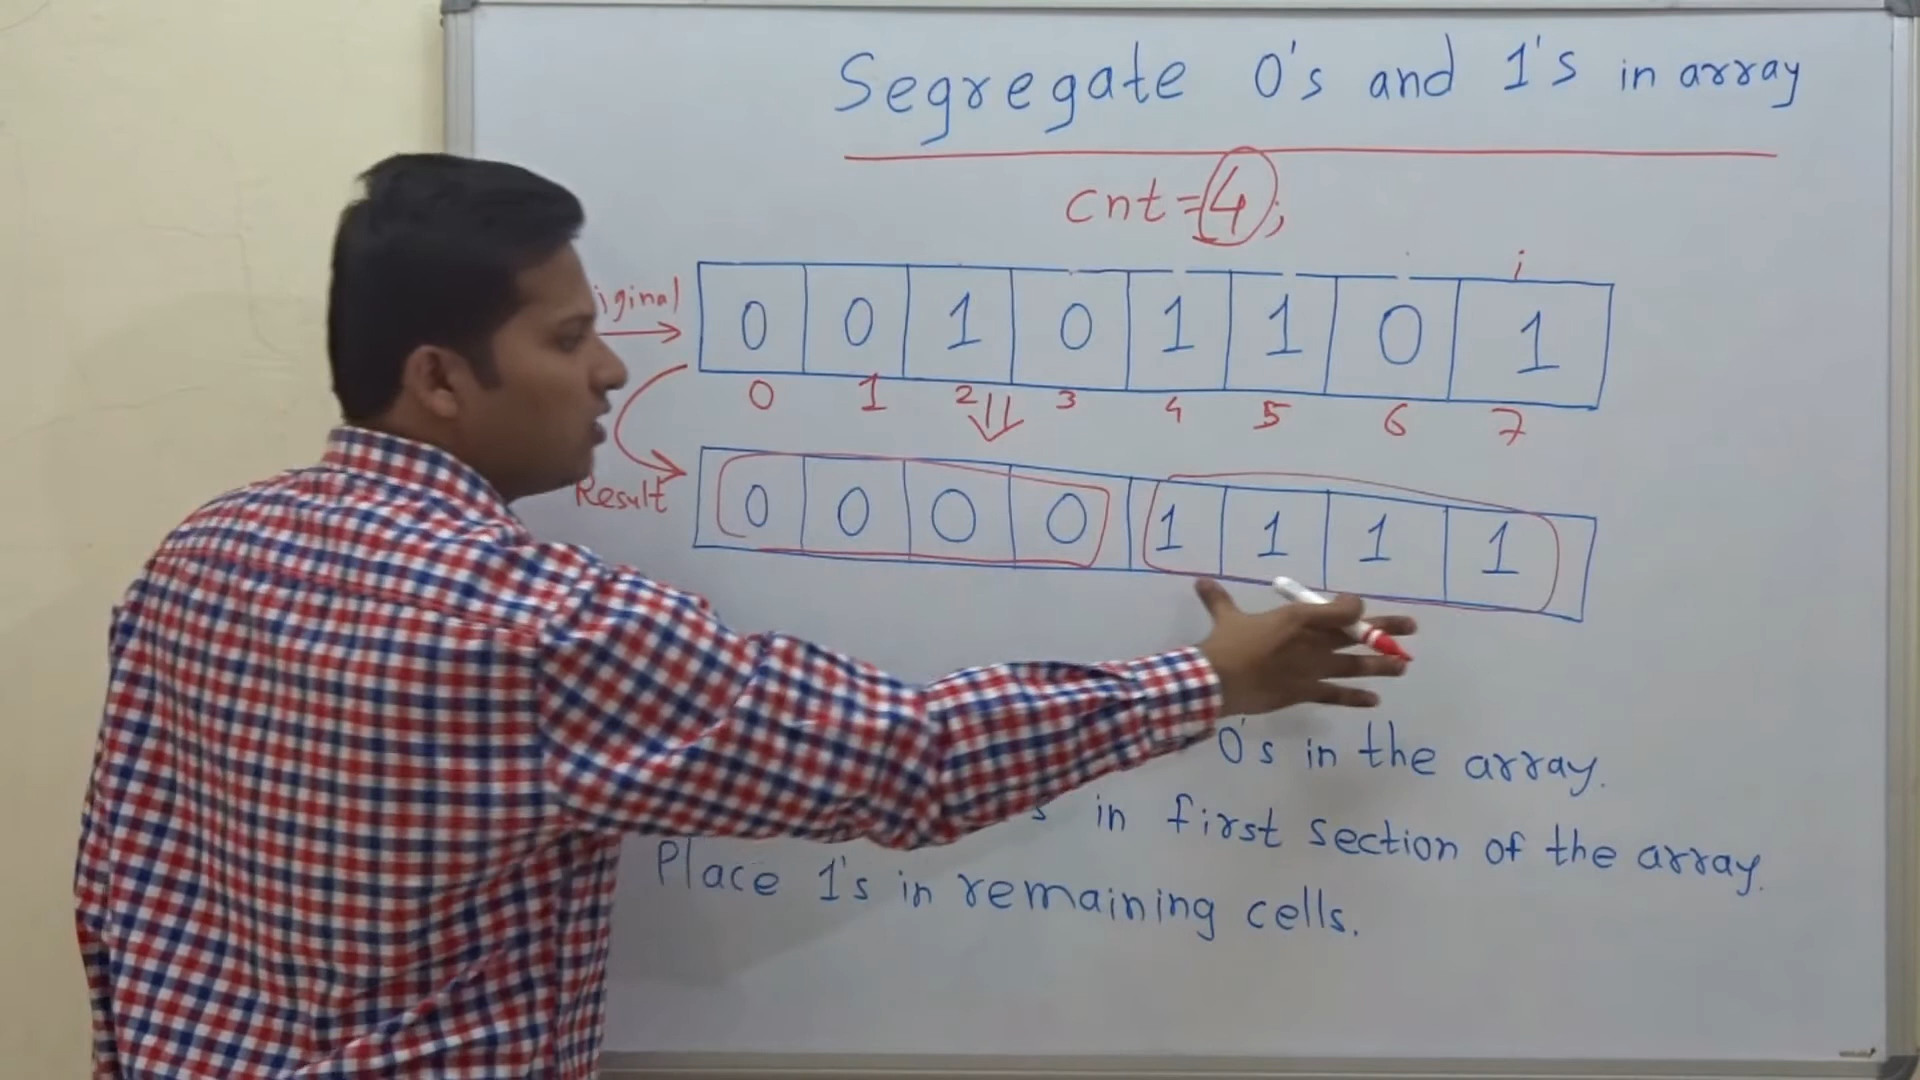 Segregate 0's and 1's in array
cnt=4;
i
iginal
0 0 1 0 1 1 0 1
0 1 2 3 4 5 6 7
Result
0 0 0 0 1 1 1 1
0's in the array.
s in first section of the array.
Place 1's in remaining cells.